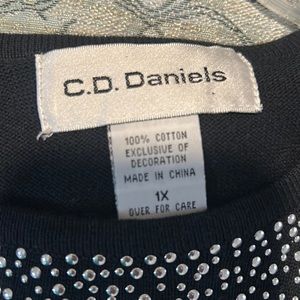 C.D. Daniels
100% COTTON
EXCLUSIVE OF
DECORATION
MADE IN CHINA
1X
OVER FOR CARE